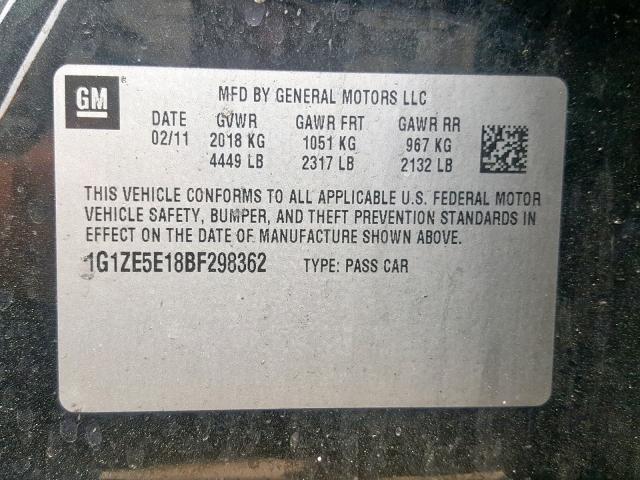 GM
MFD BY GENERAL MOTORS LLC
DATE GVWR GAWR FRT GAWR RR
02/11 2018 KG 1051 KG 967 KG
4449 LB 2317 LB 2132 LB
THIS VEHICLE CONFORMS TO ALL APPLICABLE U.S. FEDERAL MOTOR
VEHICLE SAFETY, BUMPER, AND THEFT PREVENTION STANDARDS IN
EFFECT ON THE DATE OF MANUFACTURE SHOWN ABOVE.
1G1ZE5E18BF298362 TYPE: PASS CAR